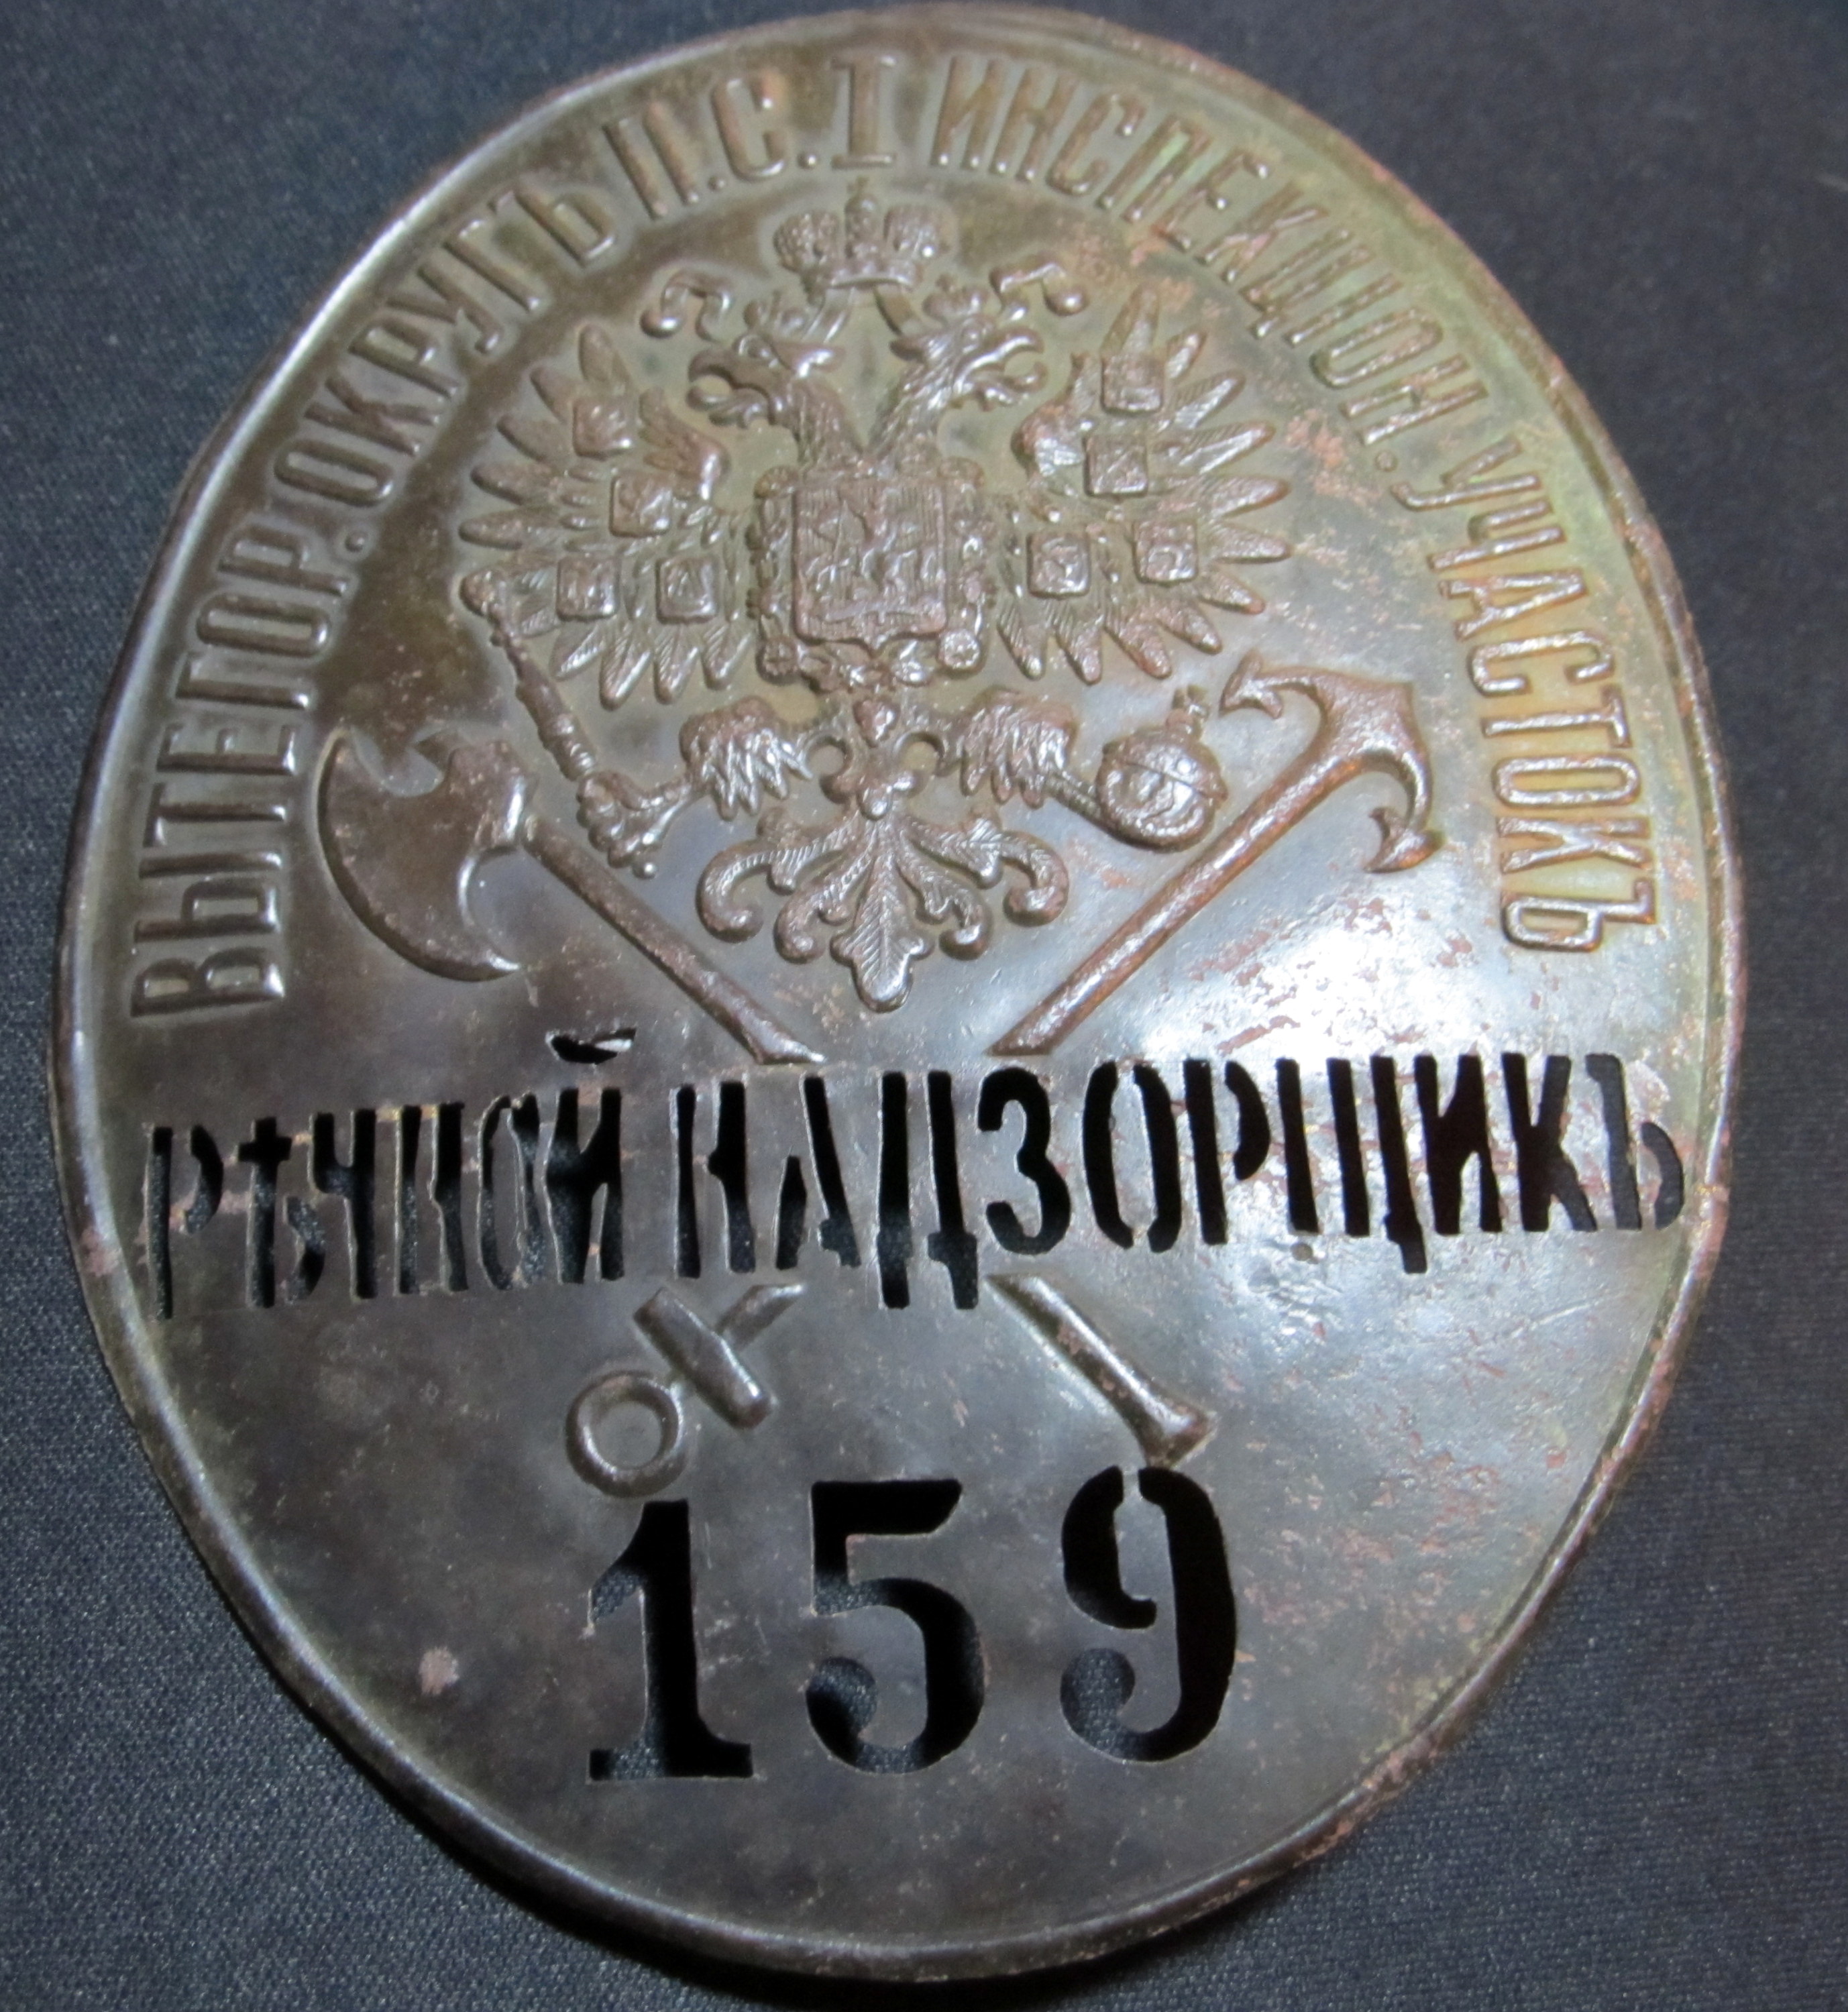 ВЫТЕГОР. ОКРУГЪ П.С. I ИНСПЕКЦІОН. УЧАСТОКЪ
РѢЧНОЙ НАДЗОРЩИКЪ
159